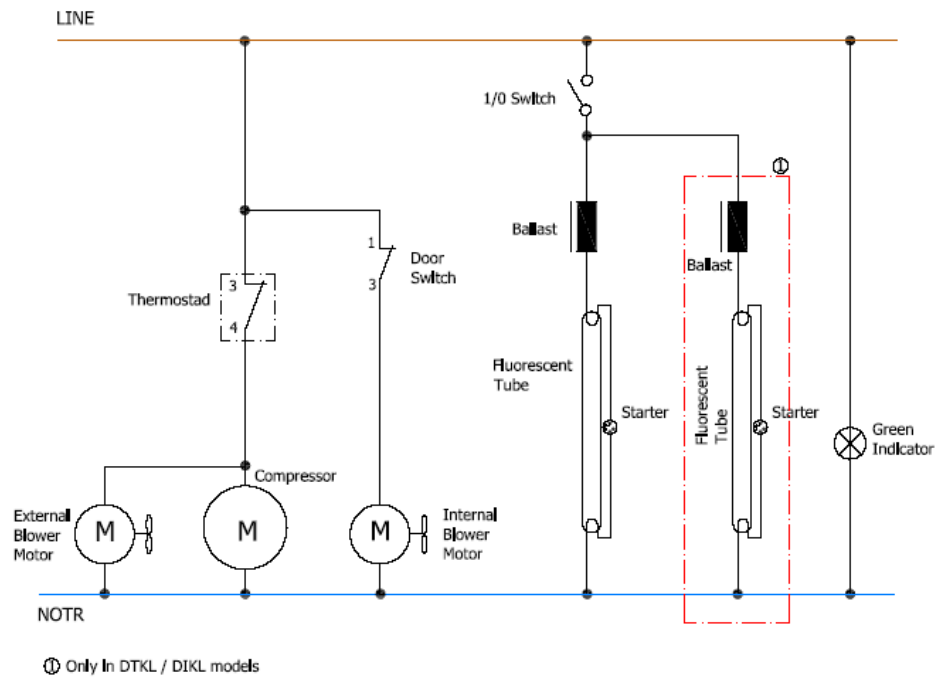 LINE
1/0 Switch
①
Ballast
Ballast
1
3
Door
Switch
Thermostad
3
4
Fluorescent
Tube
Starter
Fluorescent
Tube
Starter
Green
Indicator
Compressor
External
Blower
Motor
M
M
M
Internal
Blower
Motor
NOTR
① Only in DTKL / DIKL models